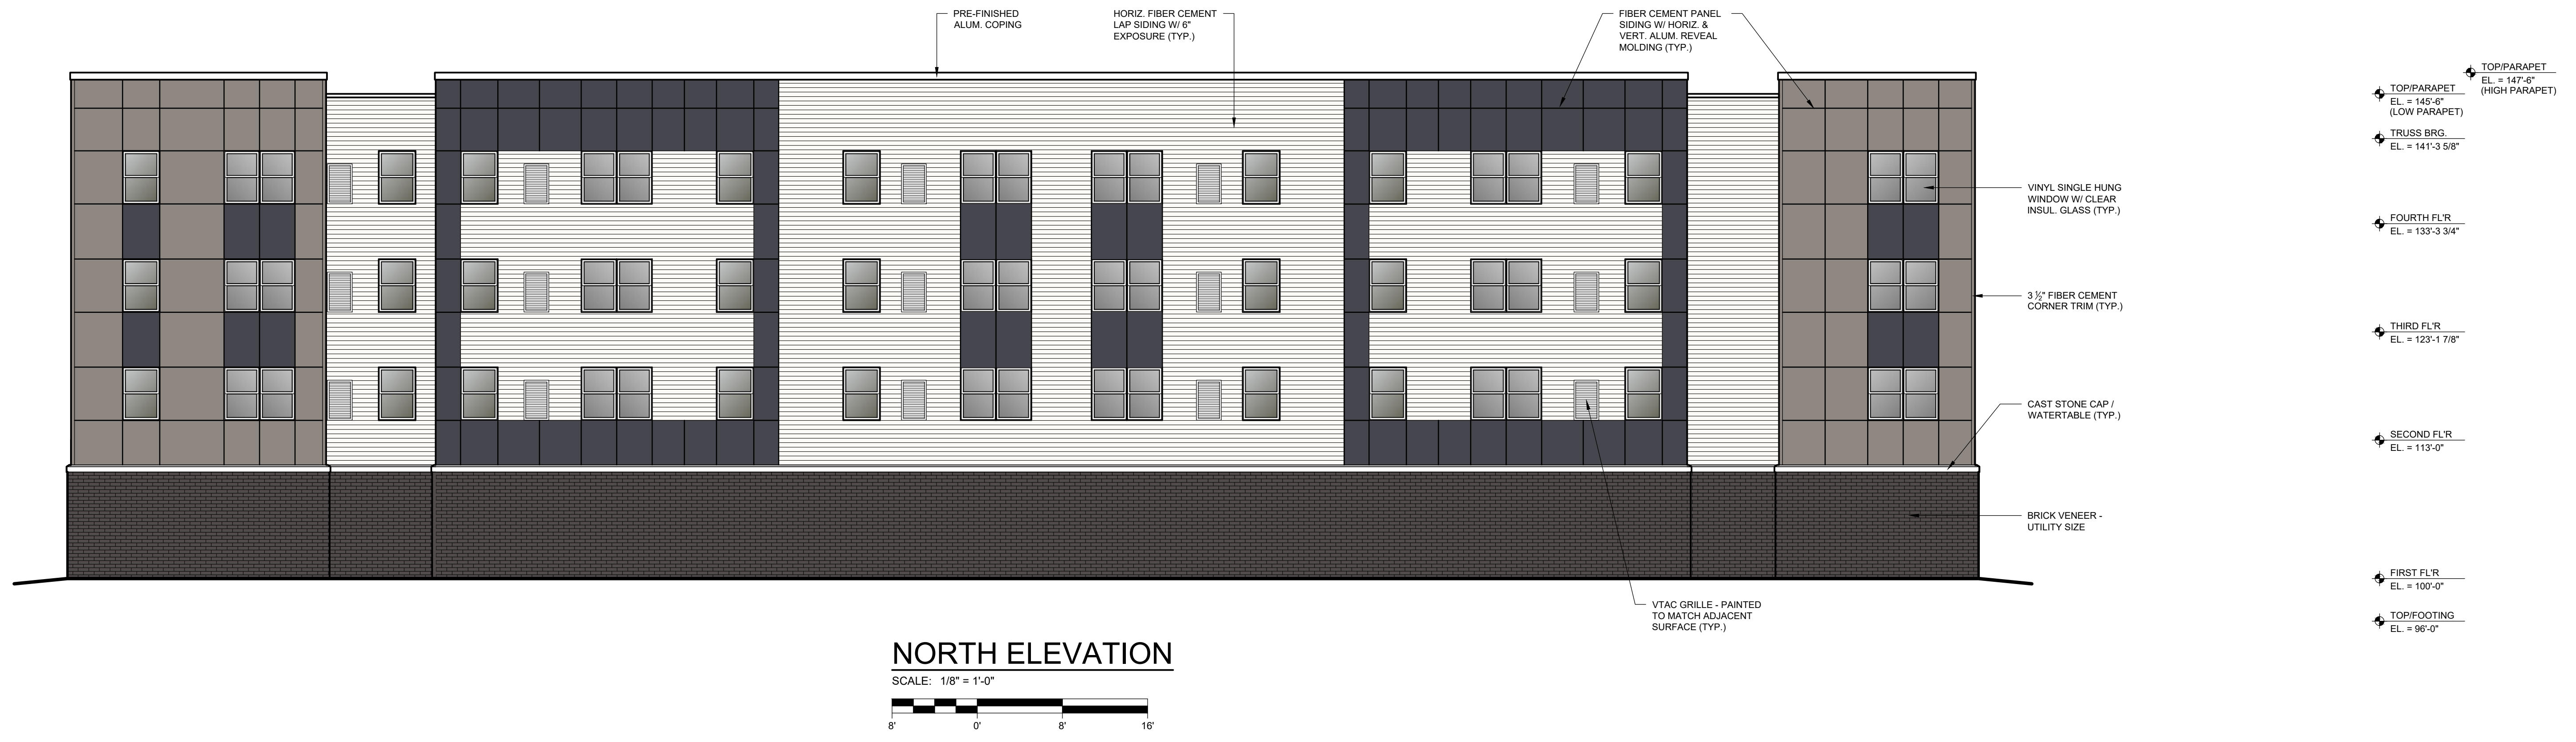 PRE-FINISHED
ALUM. COPING
HORIZ. FIBER CEMENT
LAP SIDING W/ 6"
EXPOSURE (TYP.)
FIBER CEMENT PANEL
SIDING W/ HORIZ. &
VERT. ALUM. REVEAL
MOLDING (TYP.)
TOP/PARAPET
EL. = 147'-6"
(HIGH PARAPET)
TOP/PARAPET
EL. = 145'-6"
(LOW PARAPET)
TRUSS BRG.
EL. = 141'-3 5/8"
VINYL SINGLE HUNG
WINDOW W/ CLEAR
INSUL. GLASS (TYP.)
FOURTH FL'R
EL. = 133'-3 3/4"
3 ½" FIBER CEMENT
CORNER TRIM (TYP.)
THIRD FL'R
EL. = 123'-1 7/8"
CAST STONE CAP /
WATERTABLE (TYP.)
SECOND FL'R
EL. = 113'-0"
BRICK VENEER -
UTILITY SIZE
FIRST FL'R
EL. = 100'-0"
VTAC GRILLE - PAINTED
TO MATCH ADJACENT
SURFACE (TYP.)
TOP/FOOTING
EL. = 96'-0"
NORTH ELEVATION
SCALE: 1/8" = 1'-0"
8' 0' 8' 16'